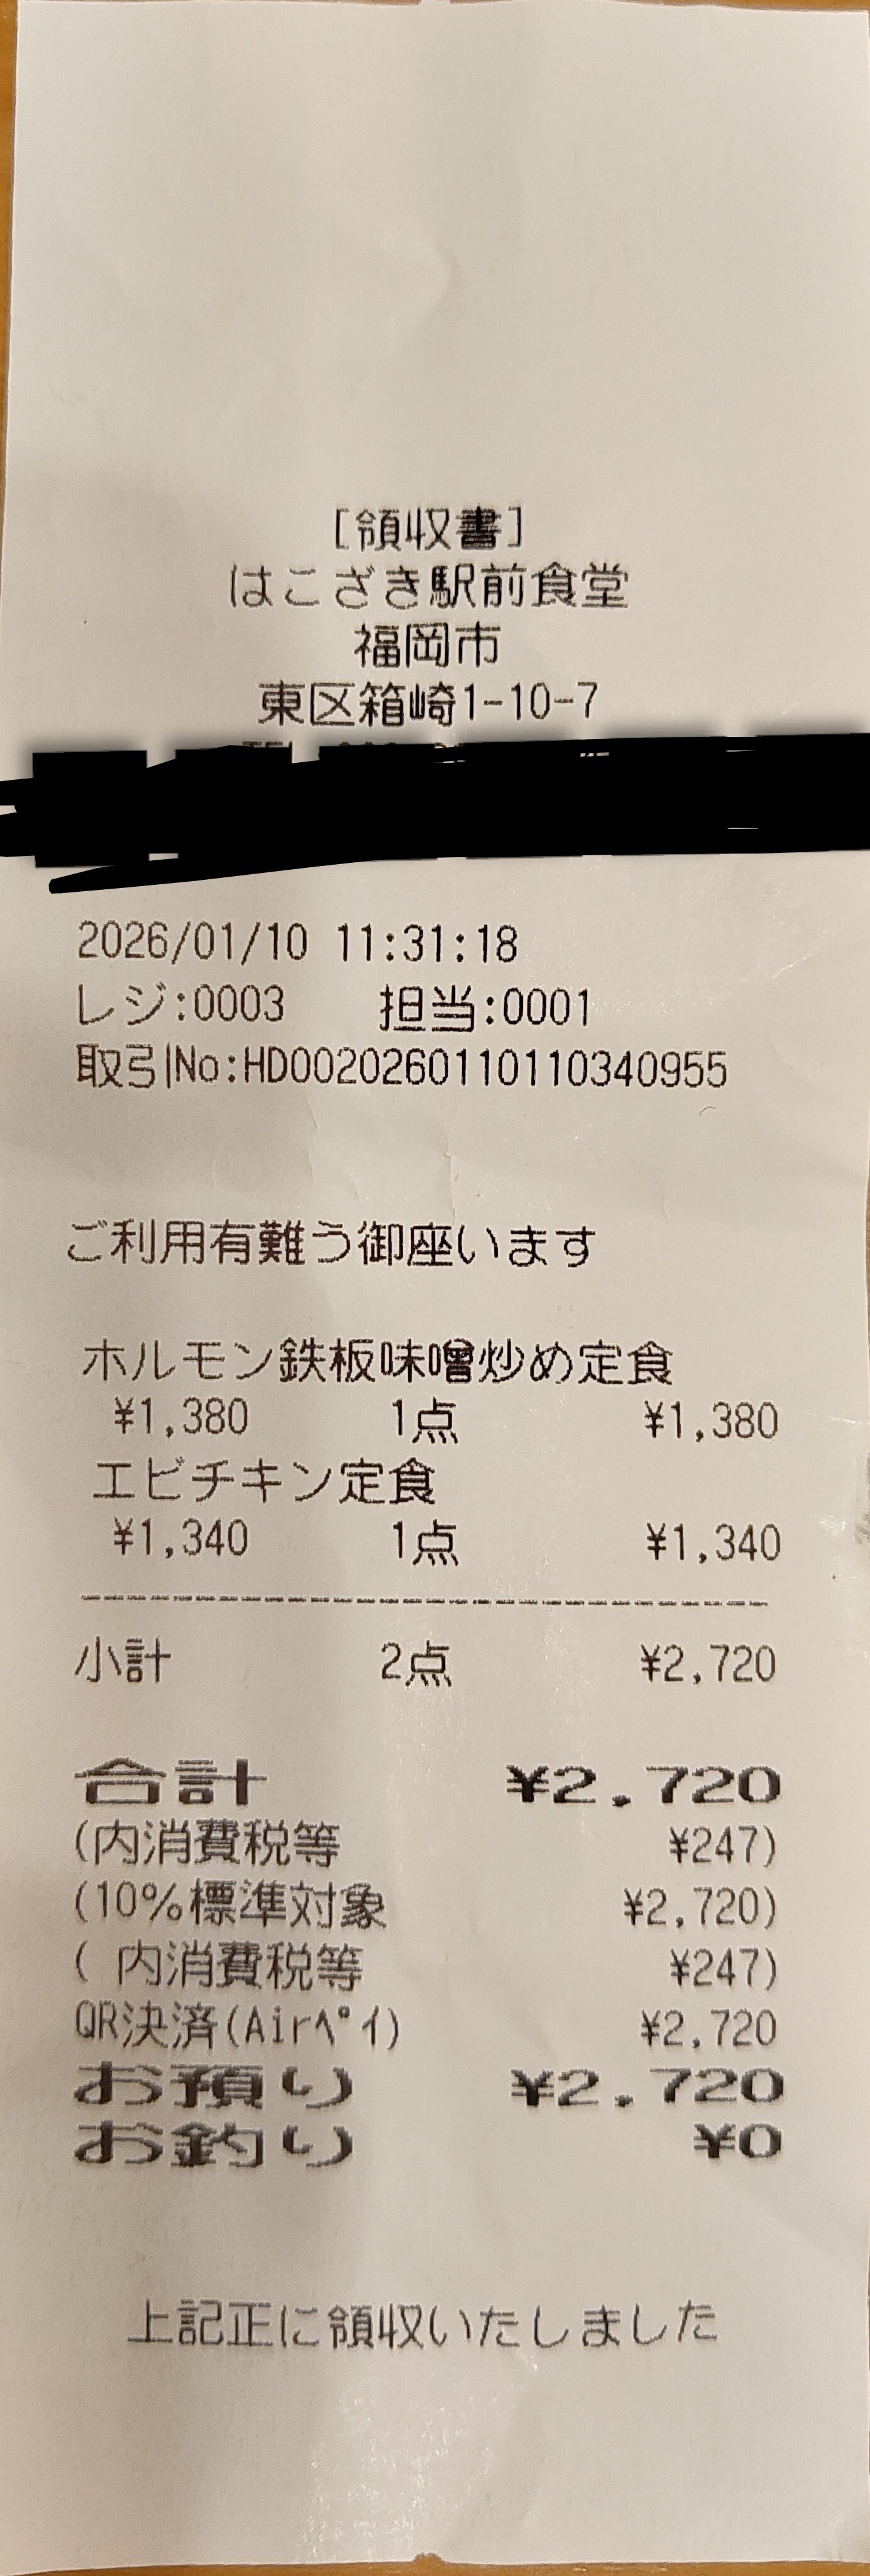 [領収書]
はこざき駅前食堂
福岡市
東区箱崎1-10-7
2026/01/10 11:31:18
レジ:0003 担当:0001
取引No:HD00202601101103409​55
ご利用有難う御座います
ホルモン鉄板味噌炒め定食
¥1,380 1点 ¥1,380
エビチキン定食
¥1,340 1点 ¥1,340
小計 2点 ¥2,720
合計 ¥2,720
(内消費税等 ¥247)
(10%標準対象 ¥2,720)
( 内消費税等 ¥247)
QR決済(Airペイ) ¥2,720
お預り ¥2,720
お釣り ¥0
上記正に領収いたしました